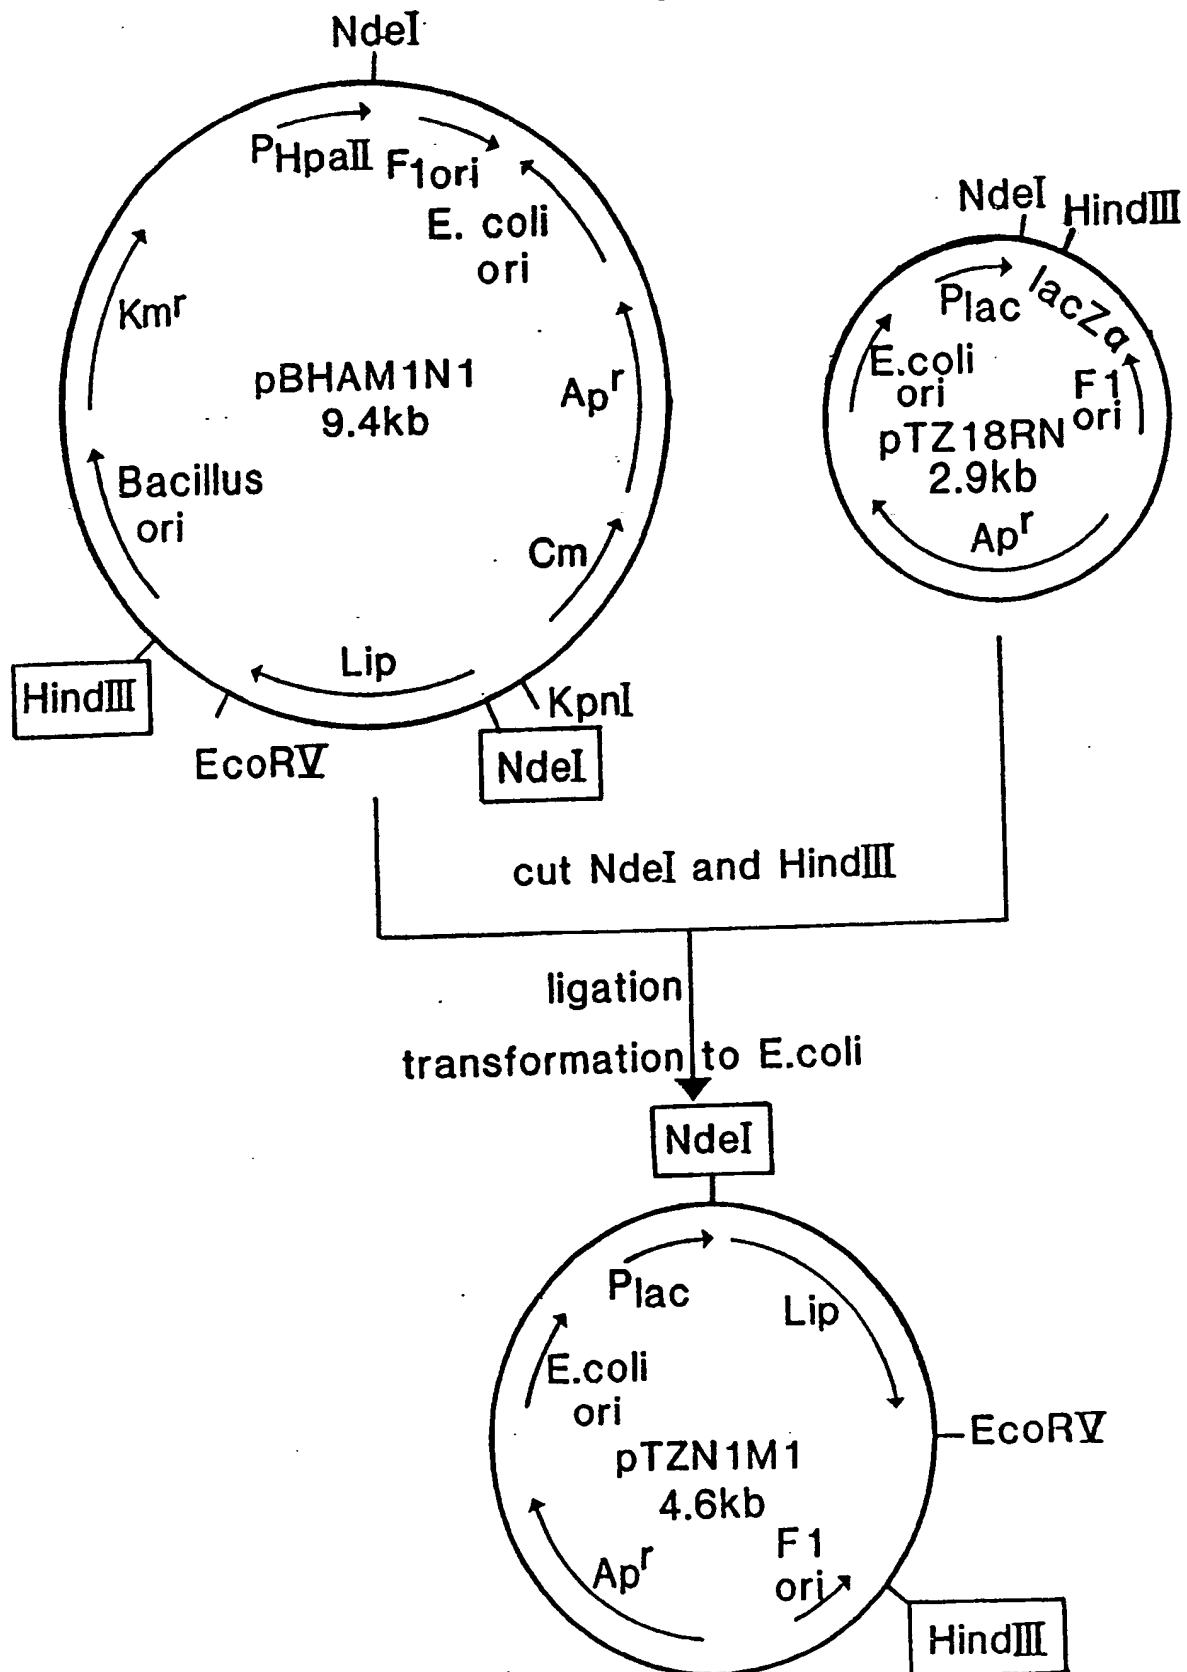 NdeI
PHpaII
F1ori
E. coli
ori
Kmr
pBHAM1N1
9.4kb
Apr
Bacillus
ori
Cm
Lip
HindIII
EcoRV
NdeI
KpnI
NdeI
HindIII
Plac
lacZα
E.coli
ori
F1
ori
pTZ18RN
2.9kb
Apr
cut NdeI and HindIII
ligation
transformation to E.coli
NdeI
Plac
Lip
E.coli
ori
EcoRV
pTZN1M1
4.6kb
F1
ori
Apr
HindIII